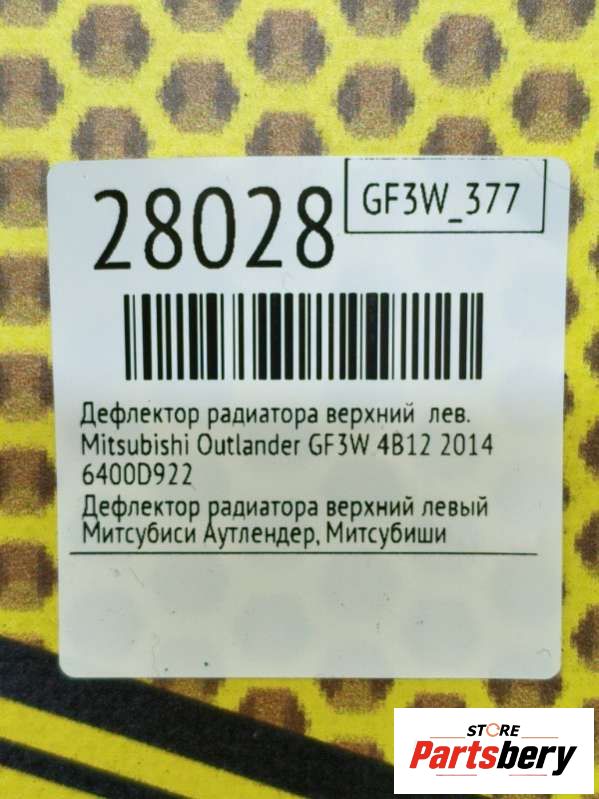 28028
GF3W_377
Дефлектор радиатора верхний лев.
Mitsubishi Outlander GF3W 4B12 2014
6400D922
Дефлектор радиатора верхний левый
Митсубиси Аутлендер, Митсубиши
STORE
Partsbery